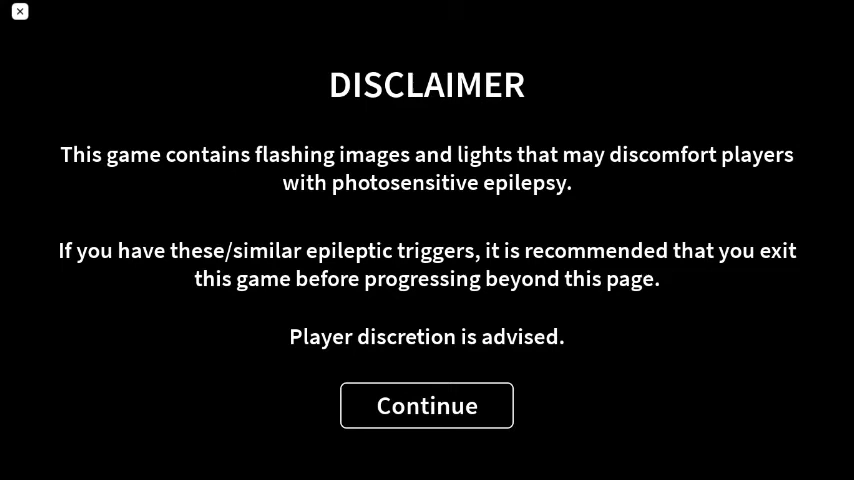 DISCLAIMER
This game contains flashing images and lights that may discomfort players
with photosensitive epilepsy.
If you have these/similar epileptic triggers, it is recommended that you exit
this game before progressing beyond this page.
Player discretion is advised.
Continue